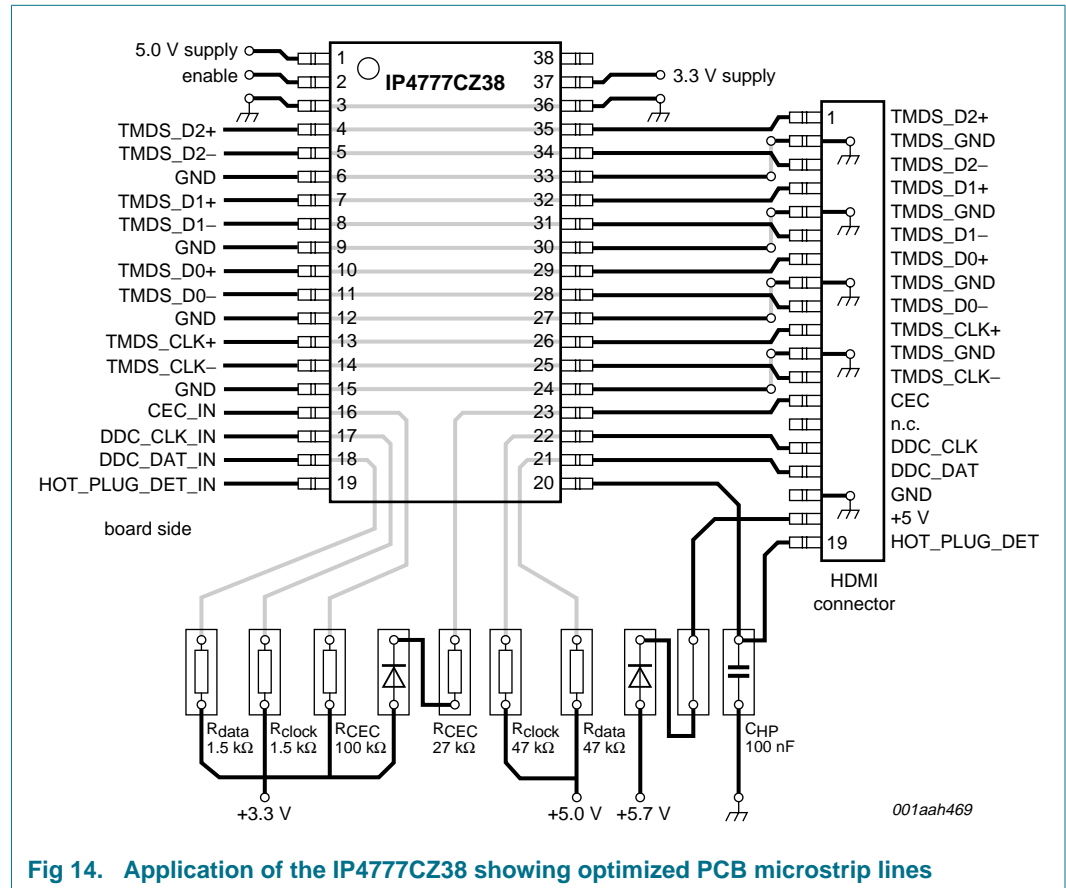 5.0 V supply
enable
1
2
3
4
5
6
7
8
9
10
11
12
13
14
15
16
17
18
19
IP4777CZ38
38
37
36
35
34
33
32
31
30
29
28
27
26
25
24
23
22
21
20
3.3 V supply
TMDS_D2+
TMDS_D2−
GND
TMDS_D1+
TMDS_D1−
GND
TMDS_D0+
TMDS_D0−
GND
TMDS_CLK+
TMDS_CLK−
GND
CEC_IN
DDC_CLK_IN
DDC_DAT_IN
HOT_PLUG_DET_IN
board side
1
19
TMDS_D2+
TMDS_GND
TMDS_D2−
TMDS_D1+
TMDS_GND
TMDS_D1−
TMDS_D0+
TMDS_GND
TMDS_D0−
TMDS_CLK+
TMDS_GND
TMDS_CLK−
CEC
n.c.
DDC_CLK
DDC_DAT
GND
+5 V
HOT_PLUG_DET
HDMI
connector
Rdata
1.5 kΩ
Rclock
1.5 kΩ
RCEC
100 kΩ
RCEC
27 kΩ
Rclock
47 kΩ
Rdata
47 kΩ
CHP
100 nF
+3.3 V
+5.0 V
+5.7 V
001aah469
Fig 14. Application of the IP4777CZ38 showing optimized PCB microstrip lines